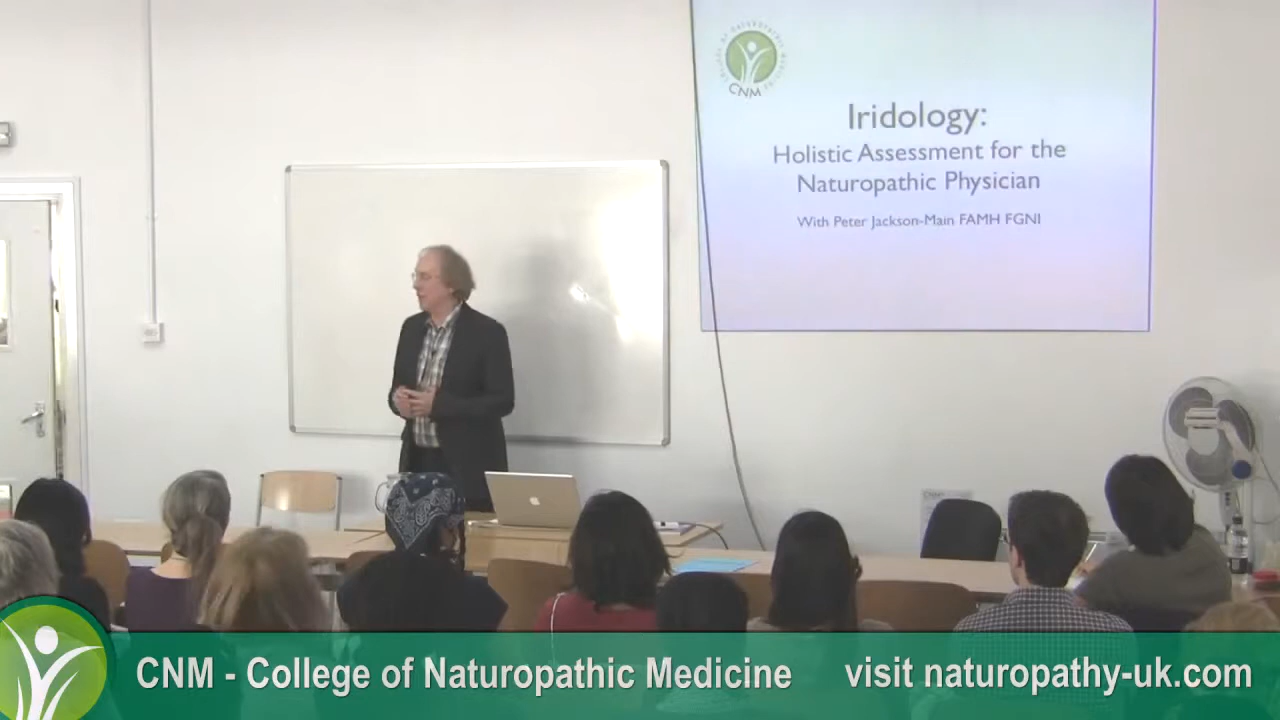 CNM
Iridology:
Holistic Assessment for the
Naturopathic Physician
With Peter Jackson-Main FAMH FGNI
CNM - College of Naturopathic Medicine
visit naturopathy-uk.com